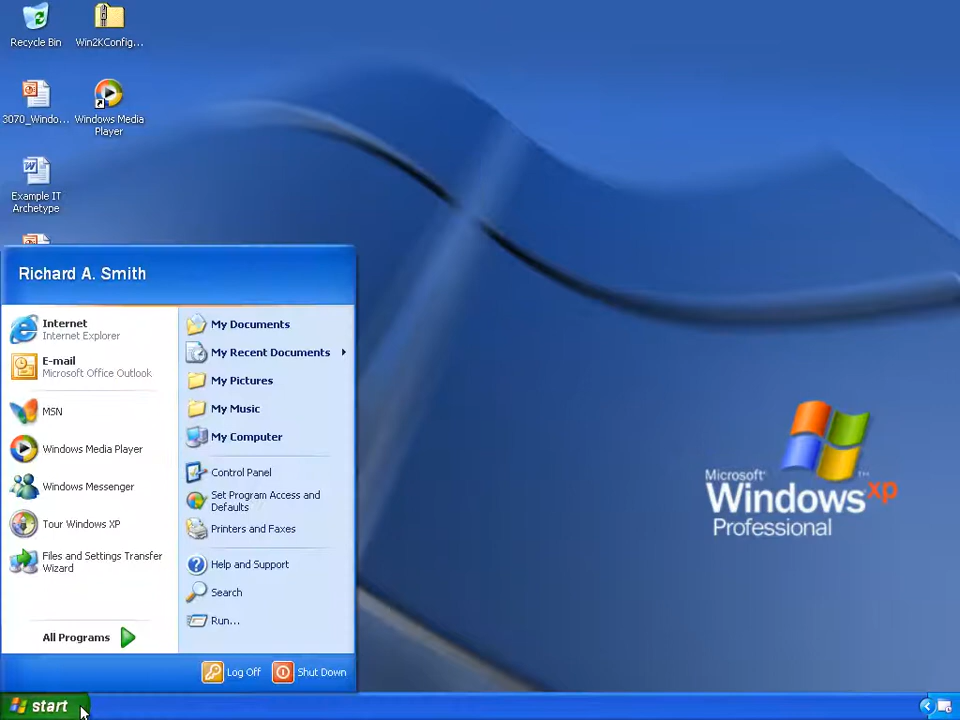 Recycle Bin
Win2KConfig...
3070_Windo...
Windows Media
Player
Example IT
Archetype
Richard A. Smith
Internet
Internet Explorer
E-mail
Microsoft Office Outlook
MSN
Windows Media Player
Windows Messenger
Tour Windows XP
Files and Settings Transfer
Wizard
All Programs
My Documents
My Recent Documents
My Pictures
My Music
My Computer
Control Panel
Set Program Access and
Defaults
Printers and Faxes
Help and Support
Search
Run...
Log Off
Shut Down
Microsoft®
Windows xp™
Professional
start